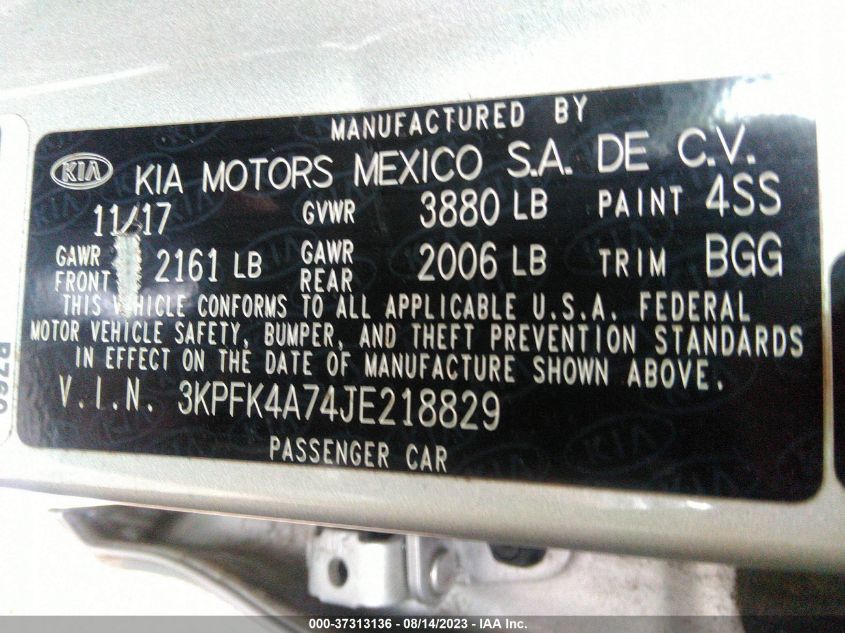 MANUFACTURED BY
KIA KIA MOTORS MEXICO S.A. DE C.V.
11/17 GVWR 3880 LB PAINT 4SS
GAWR FRONT 2161 LB GAWR REAR 2006 LB TRIM BGG
THIS VEHICLE CONFORMS TO ALL APPLICABLE U.S.A. FEDERAL
MOTOR VEHICLE SAFETY, BUMPER, AND THEFT PREVENTION STANDARDS
IN EFFECT ON THE DATE OF MANUFACTURE SHOWN ABOVE.
V.I.N. 3KPFK4A74JE218829
PASSENGER CAR
000-37313136 - 08/14/2023 - IAA Inc.